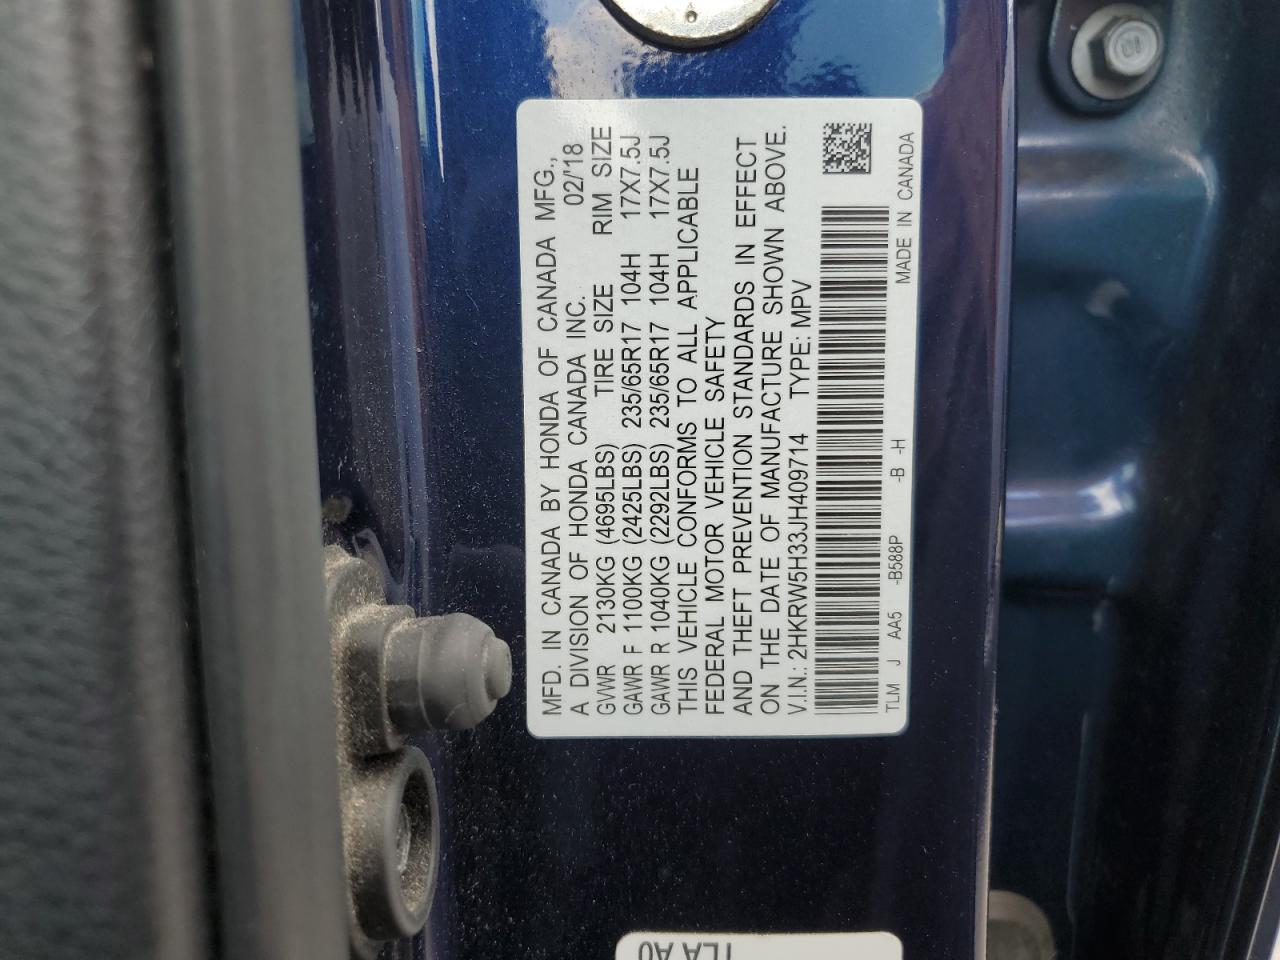 MFD. IN CANADA BY HONDA OF CANADA MFG.,
A DIVISION OF HONDA CANADA INC. 02/'18
GVWR 2130KG (4695LBS) TIRE SIZE RIM SIZE
GAWR F 1100KG (2425LBS) 235/65R17 104H 17X7.5J
GAWR R 1040KG (2292LBS) 235/65R17 104H 17X7.5J
THIS VEHICLE CONFORMS TO ALL APPLICABLE
FEDERAL MOTOR VEHICLE SAFETY
AND THEFT PREVENTION STANDARDS IN EFFECT
ON THE DATE OF MANUFACTURE SHOWN ABOVE.
V.I.N.: 2HKRW5H33JH409714 TYPE: MPV
TLM J AA5 -B588P -B -H MADE IN CANADA
TLA A0